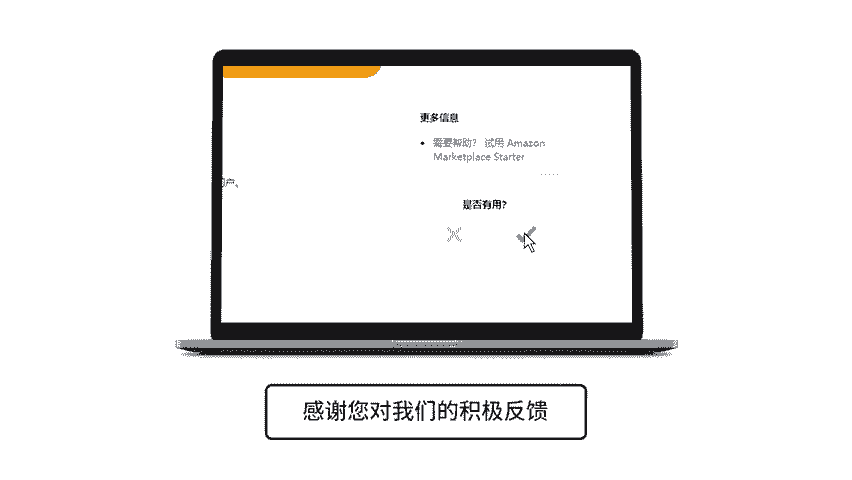 更多信息
需要帮助? 试用 Amazon
Marketplace Starter
户、
是否有用?
感谢您对我们的积极反馈